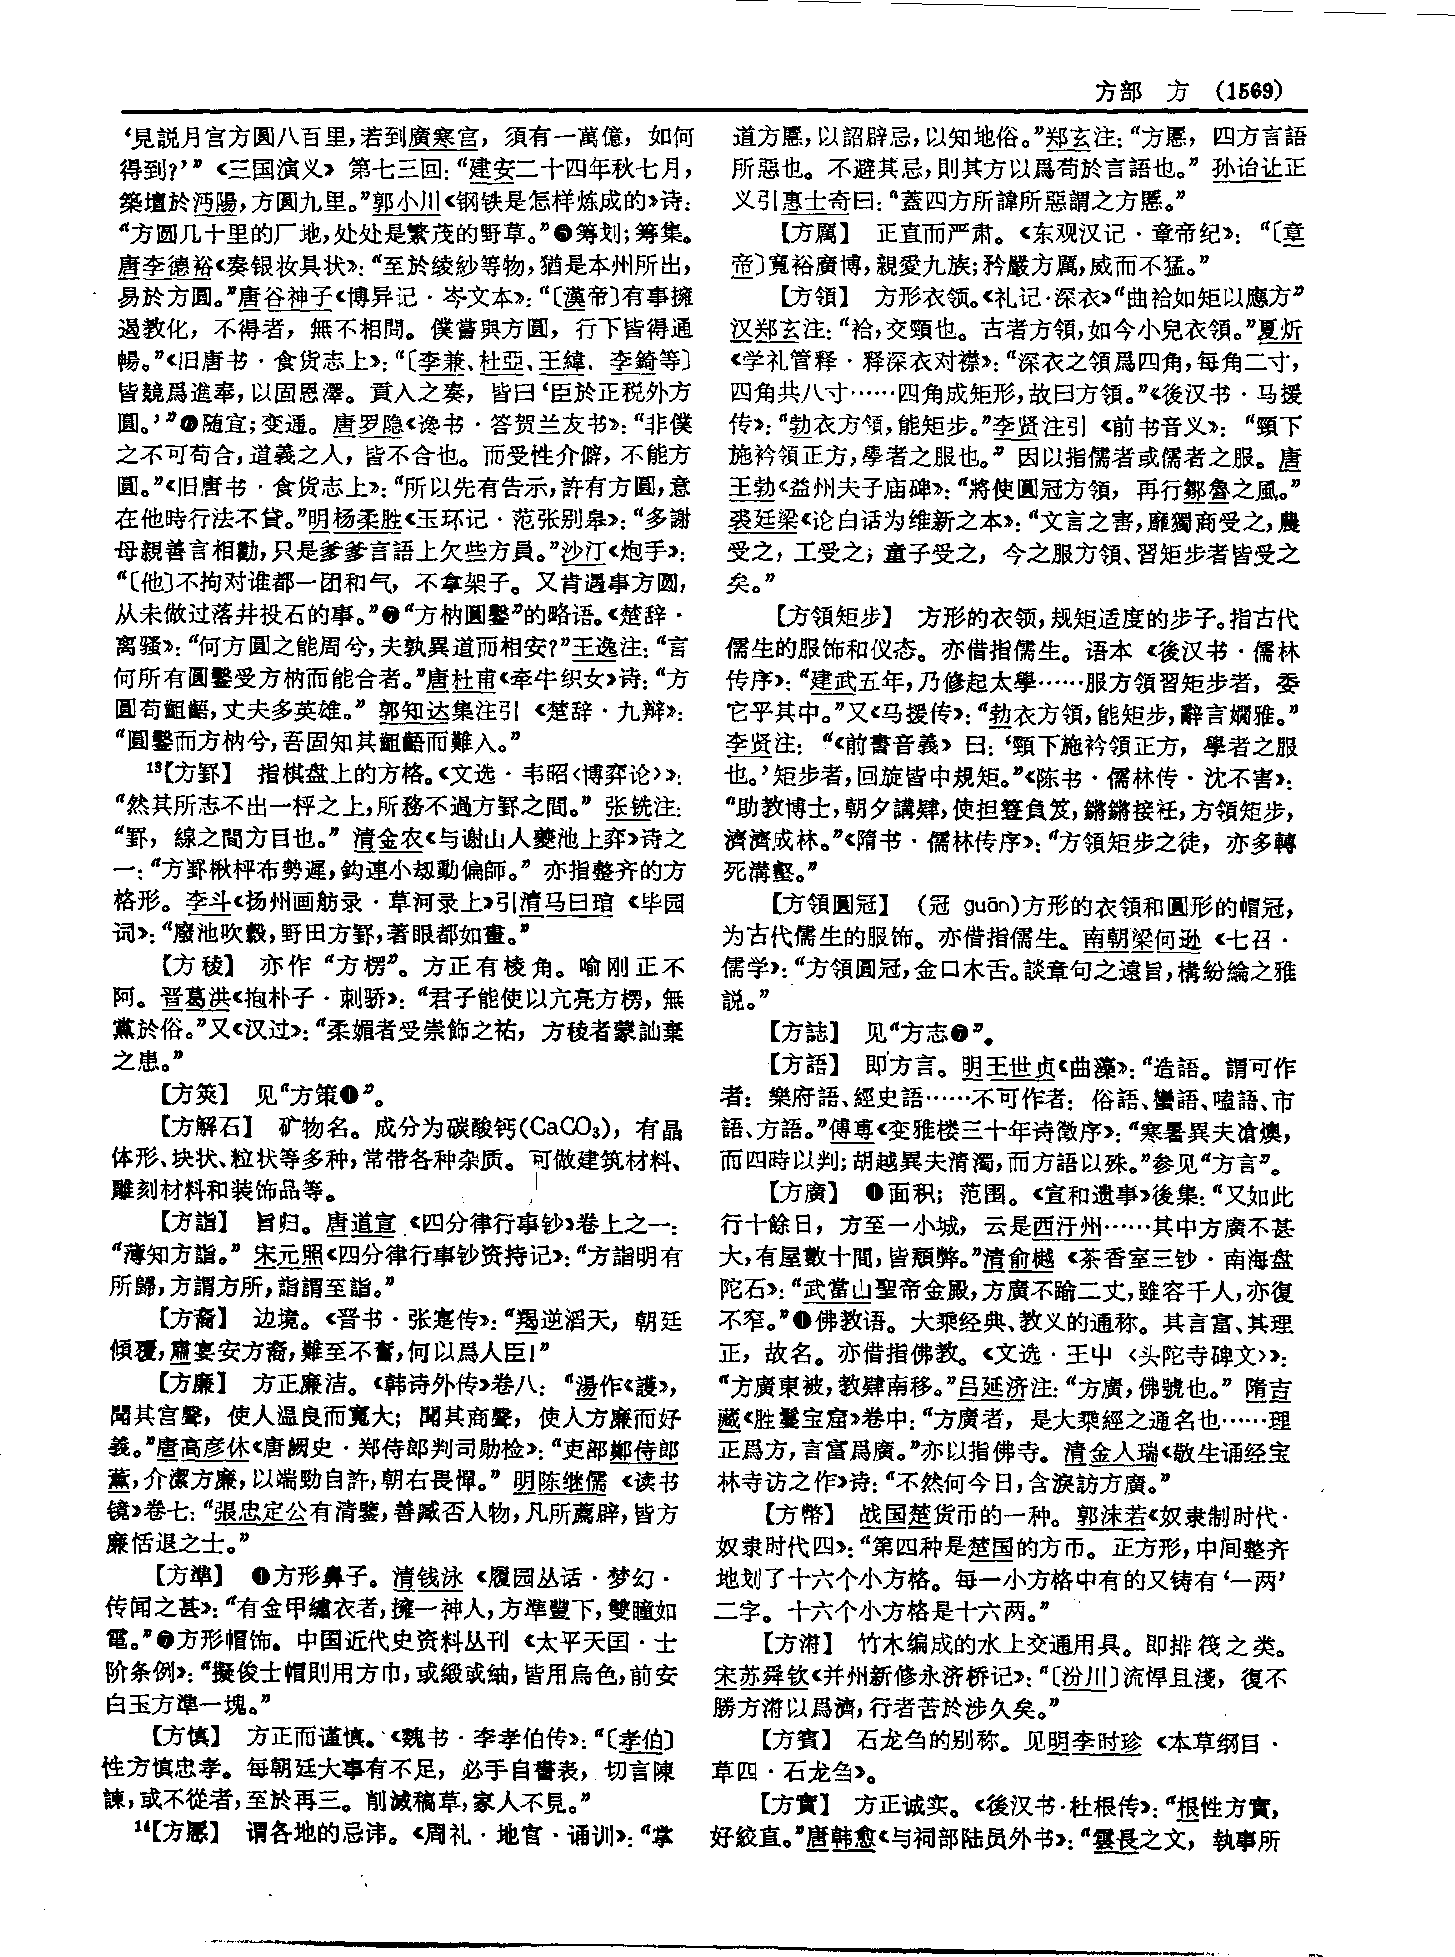 方部　方　(1569)
‘見説月宫方圓八百里，若到廣寒宫，須有一萬億，如何
得到？’”《三国演义》第七三回：“建安二十四年秋七月，
築壇於沔陽，方圓九里。”郭小川《钢铁是怎样炼成的》诗：
“方圆几十里的厂地，处处是繁茂的野草。”❺筹划；筹集。
唐李德裕《奏银妆具状》：“至於綾紗等物，猶是本州所出，
易於方圓。”唐谷神子《博异记·岑文本》：“〔漢帝〕有事擁
遏教化，不得者，無不相問。僕嘗與方圓，行下皆得通
暢。”《旧唐书·食货志上》：“〔李兼、杜亞、王緯、李錡等〕
皆競爲進奉，以固恩澤。貢入之奏，皆曰‘臣於正税外方
圓。’”❻随宜；变通。唐罗隐《谗书·答贺兰友书》：“非僕
之不可苟合，道義之人，皆不合也。而受性介僻，不能方
圓。”《旧唐书·食货志上》：“所以先有告示，許有方圓，意
在他時行法不貸。”明杨柔胜《玉环记·范张别皋》：“多謝
母親善言相勸，只是爹爹言語上欠些方員。”沙汀《炮手》：
“〔他〕不拘对谁都一团和气，不拿架子。又肯遇事方圆，
从未做过落井投石的事。”❼“方枘圓鑿”的略语。《楚辞·
离骚》：“何方圜之能周兮，夫孰異道而相安？”王逸注：“言
何所有圜鑿受方枘而能合者。”唐杜甫《牵牛织女》诗：“方
圓苟齟齬，丈夫多英雄。”郭知达集注引《楚辞·九辩》：
“圜鑿而方枘兮，吾固知其齟齬而難入。”
¹³【方罫】　指棋盘上的方格。《文选·韦昭〈博弈论〉》：
“然其所志不出一枰之上，所務不過方罫之間。”张铣注：
“罫，線之間方目也。”清金农《与谢山人夔池上弈》诗之
一：“方罫楸枰布勢遲，鈎連小刼動偏師。”亦指整齐的方
格形。李斗《扬州画舫录·草河录上》引清马曰琯《毕园
词》：“廢池吹縠，野田方罫，著眼都如畫。”
【方稜】　亦作“方楞”。方正有棱角。喻刚正不
阿。晋葛洪《抱朴子·刺骄》：“君子能使以亢亮方楞，無
黨於俗。”又《汉过》：“柔媚者受崇飾之祐，方稜者蒙訕棄
之患。”
【方筴】　见“方策❶”。
【方解石】　矿物名。成分为碳酸钙(CaCO₃)，有晶
体形、块状、粒状等多种，常带各种杂质。可做建筑材料、
雕刻材料和装饰品等。
【方詣】　旨归。唐道宣《四分律行事钞》卷上之一：
“薄知方詣。”宋元照《四分律行事钞资持记》：“方詣明有
所歸，方謂方所，詣謂至詣。”
【方裔】　边境。《晋书·张寔传》：“羯逆滔天，朝廷
傾覆，肅宴安方裔，難至不奮，何以爲人臣！”
【方廉】　方正廉洁。《韩诗外传》卷八：“湯作《護》，
聞其宫聲，使人温良而寬大；聞其商聲，使人方廉而好
義。”唐高彦休《唐阙史·郑侍郎判司勋检》：“吏部鄭侍郎
薰，介潔方廉，以端勁自許，朝右畏憚。”明陈继儒《读书
镜》卷七：“張忠定公有清鑒，善臧否人物，凡所薦辟，皆方
廉恬退之士。”
【方準】　❶方形鼻子。清钱泳《履园丛话·梦幻·
传闻之甚》：“有金甲繡衣者，擁一神人，方準豐下，雙瞳如
電。”❷方形帽饰。中国近代史资料丛刊《太平天囯·士
阶条例》：“擬俊士帽則用方巾，或緞或紬，皆用烏色，前安
白玉方準一塊。”
【方慎】　方正而谨慎。《魏书·李孝伯传》：“〔孝伯〕
性方慎忠孝。每朝廷大事有不足，必手自書表，切言陳
諫，或不從者，至於再三。削滅稿草，家人不見。”
¹⁴【方慝】　谓各地的忌讳。《周礼·地官·诵训》：“掌
道方慝，以詔辟忌，以知地俗。”郑玄注：“方慝，四方言語
所惡也。不避其忌，則其方以爲苟於言語也。”孙诒让正
义引惠士奇曰：“蓋四方所諱所惡謂之方慝。”
【方厲】　正直而严肃。《东观汉记·章帝纪》：“〔章
帝〕寬裕廣博，親愛九族；矜嚴方厲，威而不猛。”
【方領】　方形衣领。《礼记·深衣》“曲袷如矩以應方”
汉郑玄注：“袷，交領也。古者方領，如今小兒衣領。”夏炘
《学礼管释·释深衣对襟》：“深衣之領爲四角，每角二寸，
四角共八寸……四角成矩形，故曰方領。”《後汉书·马援
传》：“勃衣方領，能矩步。”李贤注引《前书音义》：“頸下
施衿領正方，學者之服也。”因以指儒者或儒者之服。唐
王勃《益州夫子庙碑》：“將使圓冠方領，再行鄒魯之風。”
裘廷梁《论白话为维新之本》：“文言之害，靡獨商受之，農
受之，工受之；童子受之，今之服方領、習矩步者皆受之
矣。”
【方領矩步】　方形的衣领，规矩适度的步子。指古代
儒生的服饰和仪态。亦借指儒生。语本《後汉书·儒林
传序》：“建武五年，乃修起太學……服方領習矩步者，委
它乎其中。”又《马援传》：“勃衣方領，能矩步，辭言嫻雅。”
李贤注：“《前書音義》曰：‘頸下施衿領正方，學者之服
也。’矩步者，回旋皆中規矩。”《陈书·儒林传·沈不害》：
“助教博士，朝夕講肄，使担簦負笈，鏘鏘接衽，方領矩步，
濟濟成林。”《隋书·儒林传序》：“方領矩步之徒，亦多轉
死溝壑。”
【方領圓冠】　(冠 guān)方形的衣领和圆形的帽冠，
为古代儒生的服饰。亦借指儒生。南朝梁何逊《七召·
儒学》：“方領圓冠，金口木舌。談章句之遠旨，構紛綸之雅
説。”
【方誌】　见“方志❷”。
【方語】　即方言。明王世贞《曲藻》：“造語。謂可作
者：樂府語、經史語……不可作者：俗語、蠻語、嗑語、市
語、方語。”傅尃《变雅楼三十年诗徵序》：“寒暑異夫凔燠，
而四時以判；胡越異夫清濁，而方語以殊。”参见“方言”。
【方廣】　❶面积；范围。《宣和遗事》後集：“又如此
行十餘日，方至一小城，云是西汙州……其中方廣不甚
大，有屋數十間，皆頽弊。”清俞樾《茶香室三钞·南海盘
陀石》：“武當山聖帝金殿，方廣不踰二丈，雖容千人，亦復
不窄。”❶佛教语。大乘经典、教义的通称。其言富、其理
正，故名。亦借指佛教。《文选·王屮〈头陀寺碑文〉》：
“方廣東被，教肄南移。”吕延济注：“方廣，佛號也。”隋吉
藏《胜鬘宝窟》卷中：“方廣者，是大乘經之通名也……理
正爲方，言富爲廣。”亦以指佛寺。清金人瑞《敬生诵经宝
林寺访之作》诗：“不然何今日，含淚訪方廣。”
【方幣】　战国楚货币的一种。郭沫若《奴隶制时代·
奴隶时代四》：“第四种是楚国的方币。正方形，中间整齐
地划了十六个小方格。每一小方格中有的又铸有‘一两’
二字。十六个小方格是十六两。”
【方㵱】　竹木编成的水上交通用具。即排筏之类。
宋苏舜钦《并州新修永济桥记》：“〔汾川〕流悍且淺，復不
勝方㵱以爲濟，行者苦於涉久矣。”
【方賓】　石龙刍的别称。见明李时珍《本草纲目·
草四·石龙刍》。
【方實】　方正诚实。《後汉书·杜根传》：“根性方實，
好絞直。”唐韩愈《与祠部陆员外书》：“雲長之文，執事所